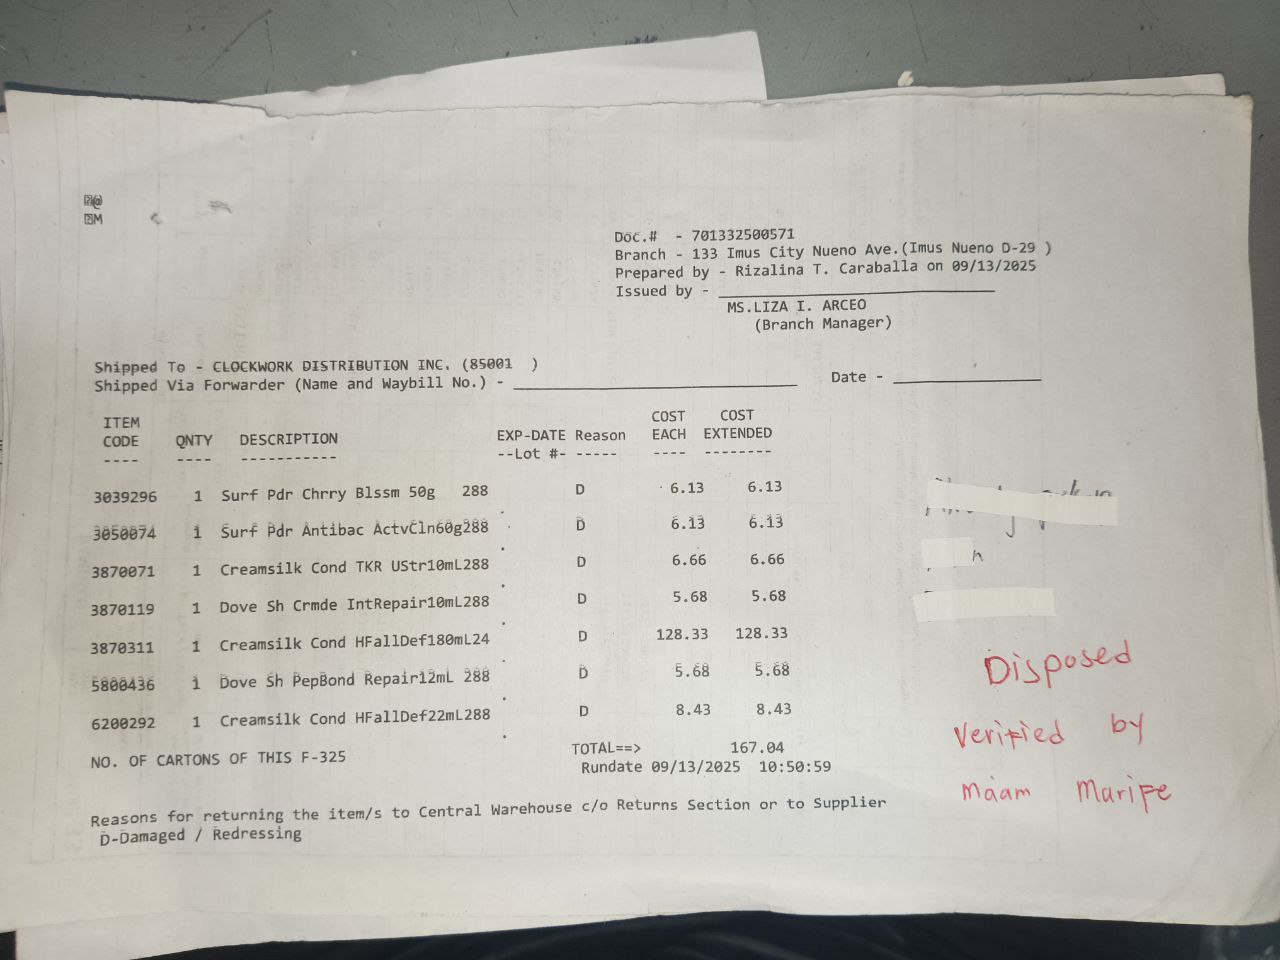 @
M
Doc.# - 701332500571
Branch - 133 Imus City Nueno Ave.(Imus Nueno D-29 )
Prepared by - Rizalina T. Caraballa on 09/13/2025
Issued by - ______________________
MS.LIZA I. ARCEO
(Branch Manager)
Shipped To - CLOCKWORK DISTRIBUTION INC. (85001 )
Shipped Via Forwarder (Name and Waybill No.) - ______________________ Date - ____________
ITEM COST COST
CODE QNTY DESCRIPTION EXP-DATE Reason EACH EXTENDED
---- ---- ----------- --Lot #- ----- ---- --------
3039296 1 Surf Pdr Chrry Blssm 50g 288 D 6.13 6.13
3050074 1 Surf Pdr Antibac ActvCln60g288 D 6.13 6.13
3870071 1 Creamsilk Cond TKR UStr10mL288 D 6.66 6.66
3870119 1 Dove Sh Crmde IntRepair10mL288 D 5.68 5.68
3870311 1 Creamsilk Cond HFallDef180mL24 D 128.33 128.33
5800436 1 Dove Sh PepBond Repair12mL 288 D 5.68 5.68
6200292 1 Creamsilk Cond HFallDef22mL288 D 8.43 8.43
NO. OF CARTONS OF THIS F-325 TOTAL==> 167.04
Rundate 09/13/2025 10:50:59
Reasons for returning the item/s to Central Warehouse c/o Returns Section or to Supplier
D-Damaged / Redressing
Disposed
Verified by
maam Marife